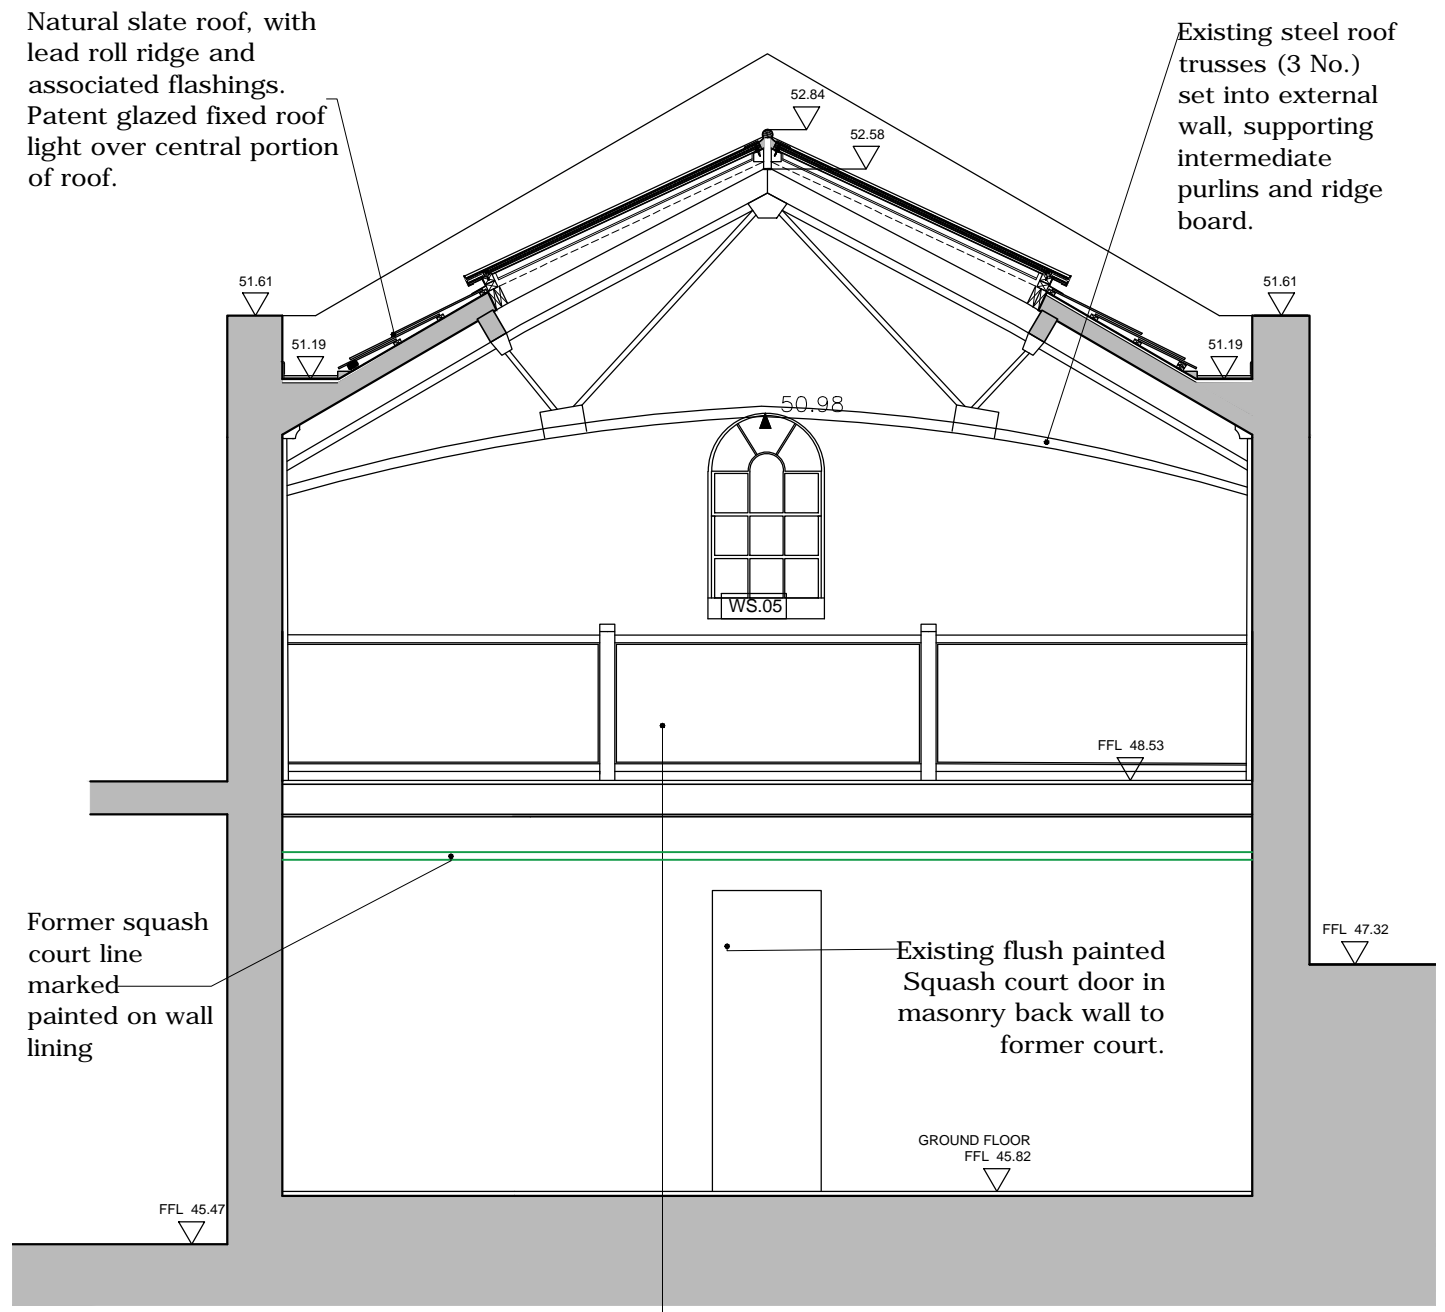 Natural slate roof, with
lead roll ridge and
associated flashings.
Patent glazed fixed roof
light over central portion
of roof.
Existing steel roof
trusses (3 No.)
set into external
wall, supporting
intermediate
purlins and ridge
board.
52.84
52.58
51.61
51.61
51.19
51.19
50.98
WS.05
FFL 48.53
Former squash
court line
marked
painted on wall
lining
Existing flush painted
Squash court door in
masonry back wall to
former court.
FFL 47.32
GROUND FLOOR
FFL 45.82
FFL 45.47